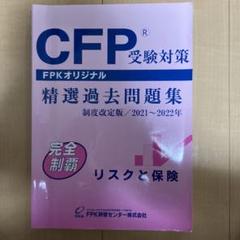 CFP® 受験対策
FPKオリジナル
精選過去問題集
制度改定版／2021〜2022年
完全
制覇
リスクと保険
FPK研修センター株式会社